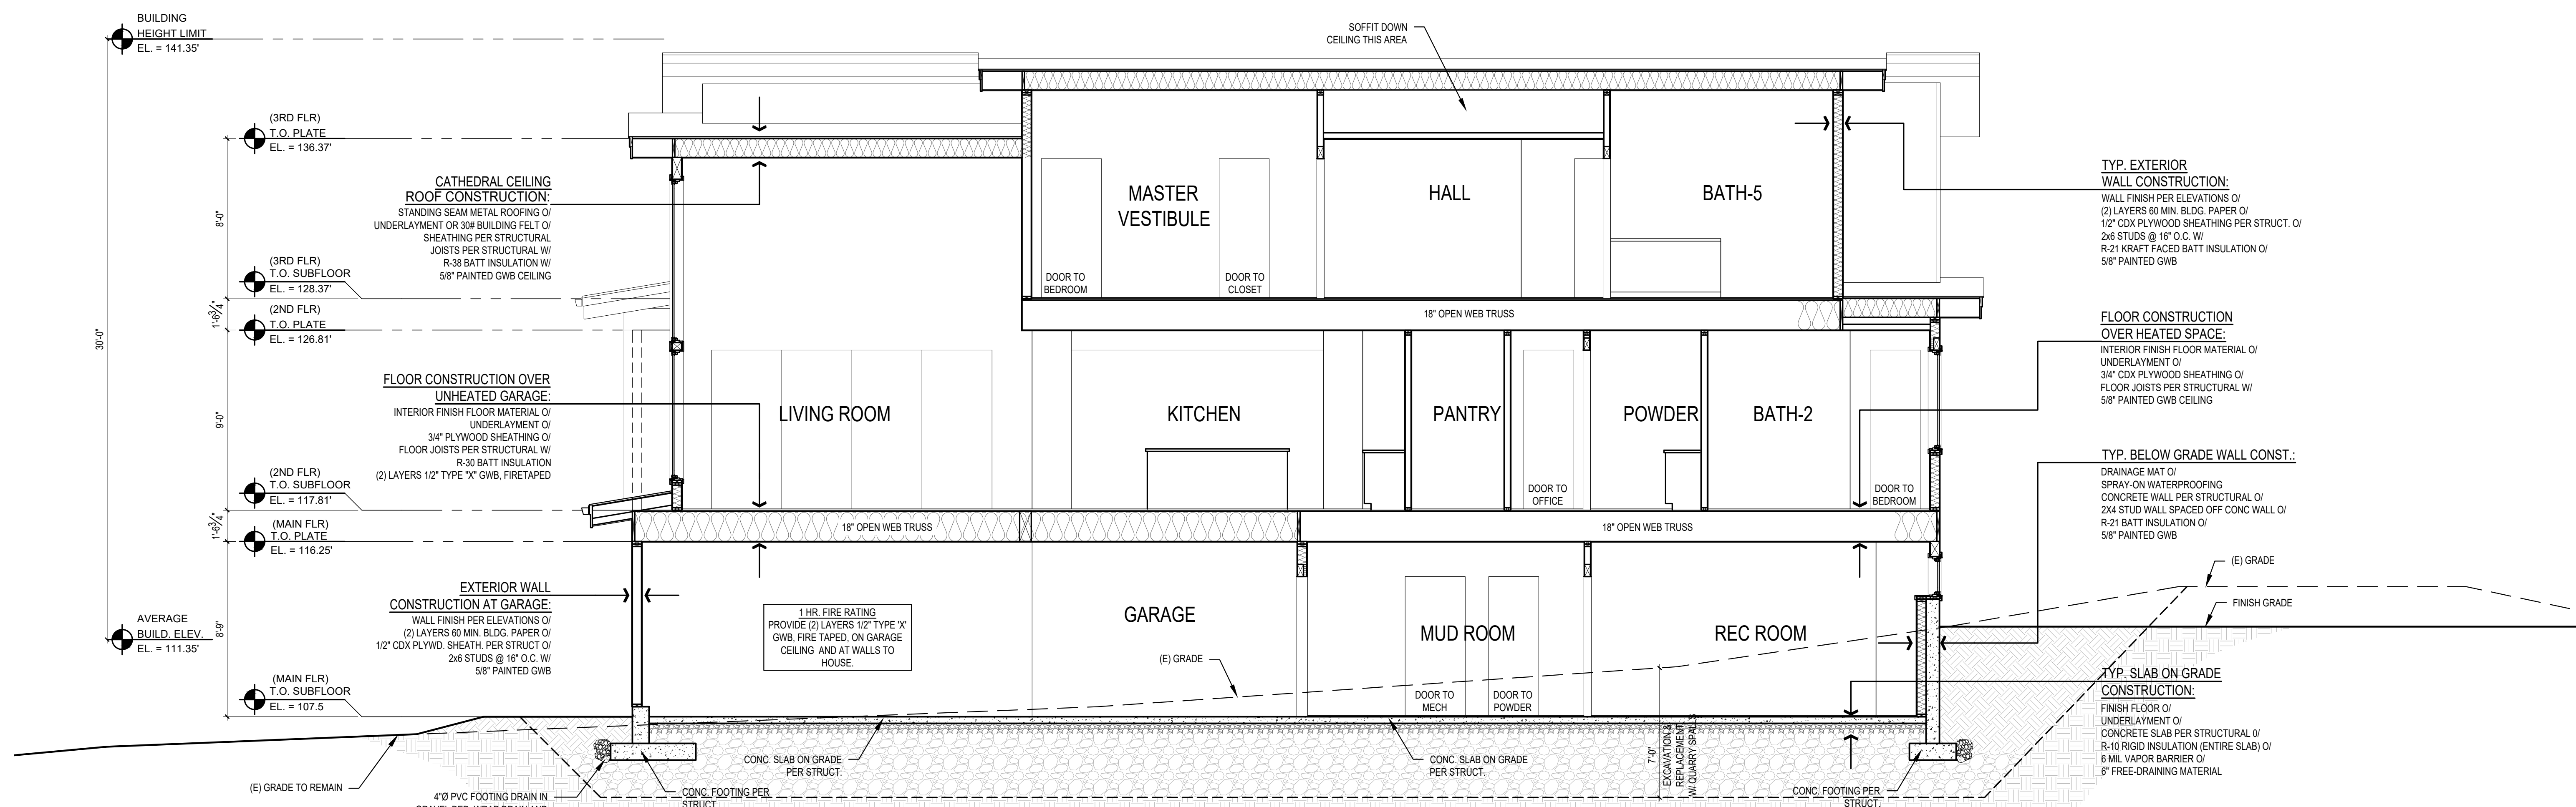 BUILDING
HEIGHT LIMIT
EL. = 141.35'
(3RD FLR)
T.O. PLATE
EL. = 136.37'
(3RD FLR)
T.O. SUBFLOOR
EL. = 128.37'
(2ND FLR)
T.O. PLATE
EL. = 126.81'
(2ND FLR)
T.O. SUBFLOOR
EL. = 117.81'
(MAIN FLR)
T.O. PLATE
EL. = 116.25'
AVERAGE
BUILD. ELEV.
EL. = 111.35'
(MAIN FLR)
T.O. SUBFLOOR
EL. = 107.5
30'-0"
8'-0"
1'-6 3/4"
9'-0"
1'-6 3/4"
8'-9"
CATHEDRAL CEILING
ROOF CONSTRUCTION:
STANDING SEAM METAL ROOFING O/
UNDERLAYMENT OR 30# BUILDING FELT O/
SHEATHING PER STRUCTURAL
JOISTS PER STRUCTURAL W/
R-38 BATT INSULATION W/
5/8" PAINTED GWB CEILING
FLOOR CONSTRUCTION OVER
UNHEATED GARAGE:
INTERIOR FINISH FLOOR MATERIAL O/
UNDERLAYMENT O/
3/4" PLYWOOD SHEATHING O/
FLOOR JOISTS PER STRUCTURAL W/
R-30 BATT INSULATION
(2) LAYERS 1/2" TYPE "X" GWB, FIRETAPED
EXTERIOR WALL
CONSTRUCTION AT GARAGE:
WALL FINISH PER ELEVATIONS O/
(2) LAYERS 60 MIN. BLDG. PAPER O/
1/2" CDX PLYWD. SHEATH. PER STRUCT O/
2x6 STUDS @ 16" O.C. W/
5/8" PAINTED GWB
(E) GRADE TO REMAIN
4"Ø PVC FOOTING DRAIN IN
CONC. FOOTING PER
STRUCT.
SOFFIT DOWN
CEILING THIS AREA
MASTER
VESTIBULE
HALL
BATH-5
DOOR TO
BEDROOM
DOOR TO
CLOSET
18" OPEN WEB TRUSS
LIVING ROOM
KITCHEN
PANTRY
POWDER
BATH-2
DOOR TO
OFFICE
DOOR TO
BEDROOM
18" OPEN WEB TRUSS
18" OPEN WEB TRUSS
1 HR. FIRE RATING
PROVIDE (2) LAYERS 1/2" TYPE 'X'
GWB, FIRE TAPED, ON GARAGE
CEILING AND AT WALLS TO
HOUSE.
GARAGE
MUD ROOM
REC ROOM
(E) GRADE
DOOR TO
MECH
DOOR TO
POWDER
CONC. SLAB ON GRADE
PER STRUCT.
CONC. SLAB ON GRADE
PER STRUCT.
7'-0"
EXCAVATION &
REPLACEMENT
W/ QUARRY SPALLS
CONC. FOOTING PER
STRUCT.
TYP. EXTERIOR
WALL CONSTRUCTION:
WALL FINISH PER ELEVATIONS O/
(2) LAYERS 60 MIN. BLDG. PAPER O/
1/2" CDX PLYWOOD SHEATHING PER STRUCT. O/
2x6 STUDS @ 16" O.C. W/
R-21 KRAFT FACED BATT INSULATION O/
5/8" PAINTED GWB
FLOOR CONSTRUCTION
OVER HEATED SPACE:
INTERIOR FINISH FLOOR MATERIAL O/
UNDERLAYMENT O/
3/4" CDX PLYWOOD SHEATHING O/
FLOOR JOISTS PER STRUCTURAL W/
5/8" PAINTED GWB CEILING
TYP. BELOW GRADE WALL CONST.:
DRAINAGE MAT O/
SPRAY-ON WATERPROOFING
CONCRETE WALL PER STRUCTURAL O/
2X4 STUD WALL SPACED OFF CONC WALL O/
R-21 BATT INSULATION O/
5/8" PAINTED GWB
(E) GRADE
FINISH GRADE
TYP. SLAB ON GRADE
CONSTRUCTION:
FINISH FLOOR O/
UNDERLAYMENT O/
CONCRETE SLAB PER STRUCTURAL 0/
R-10 RIGID INSULATION (ENTIRE SLAB) O/
6 MIL VAPOR BARRIER O/
6" FREE-DRAINING MATERIAL